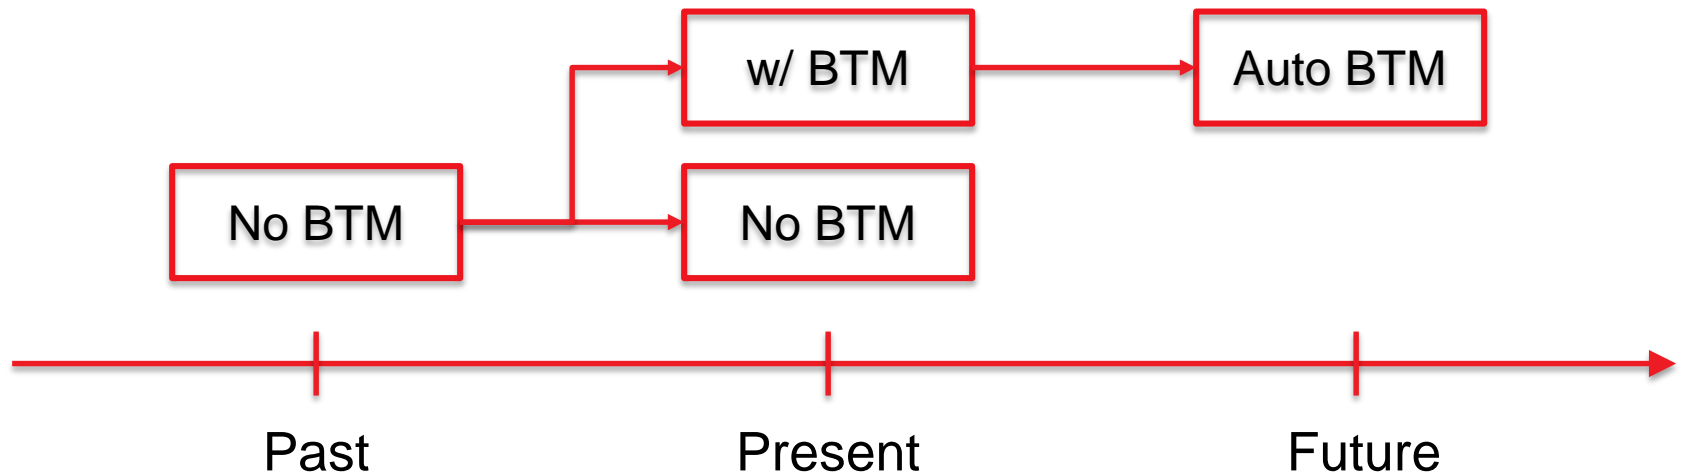 w/ BTM
Auto BTM
No BTM
No BTM
Past
Present
Future